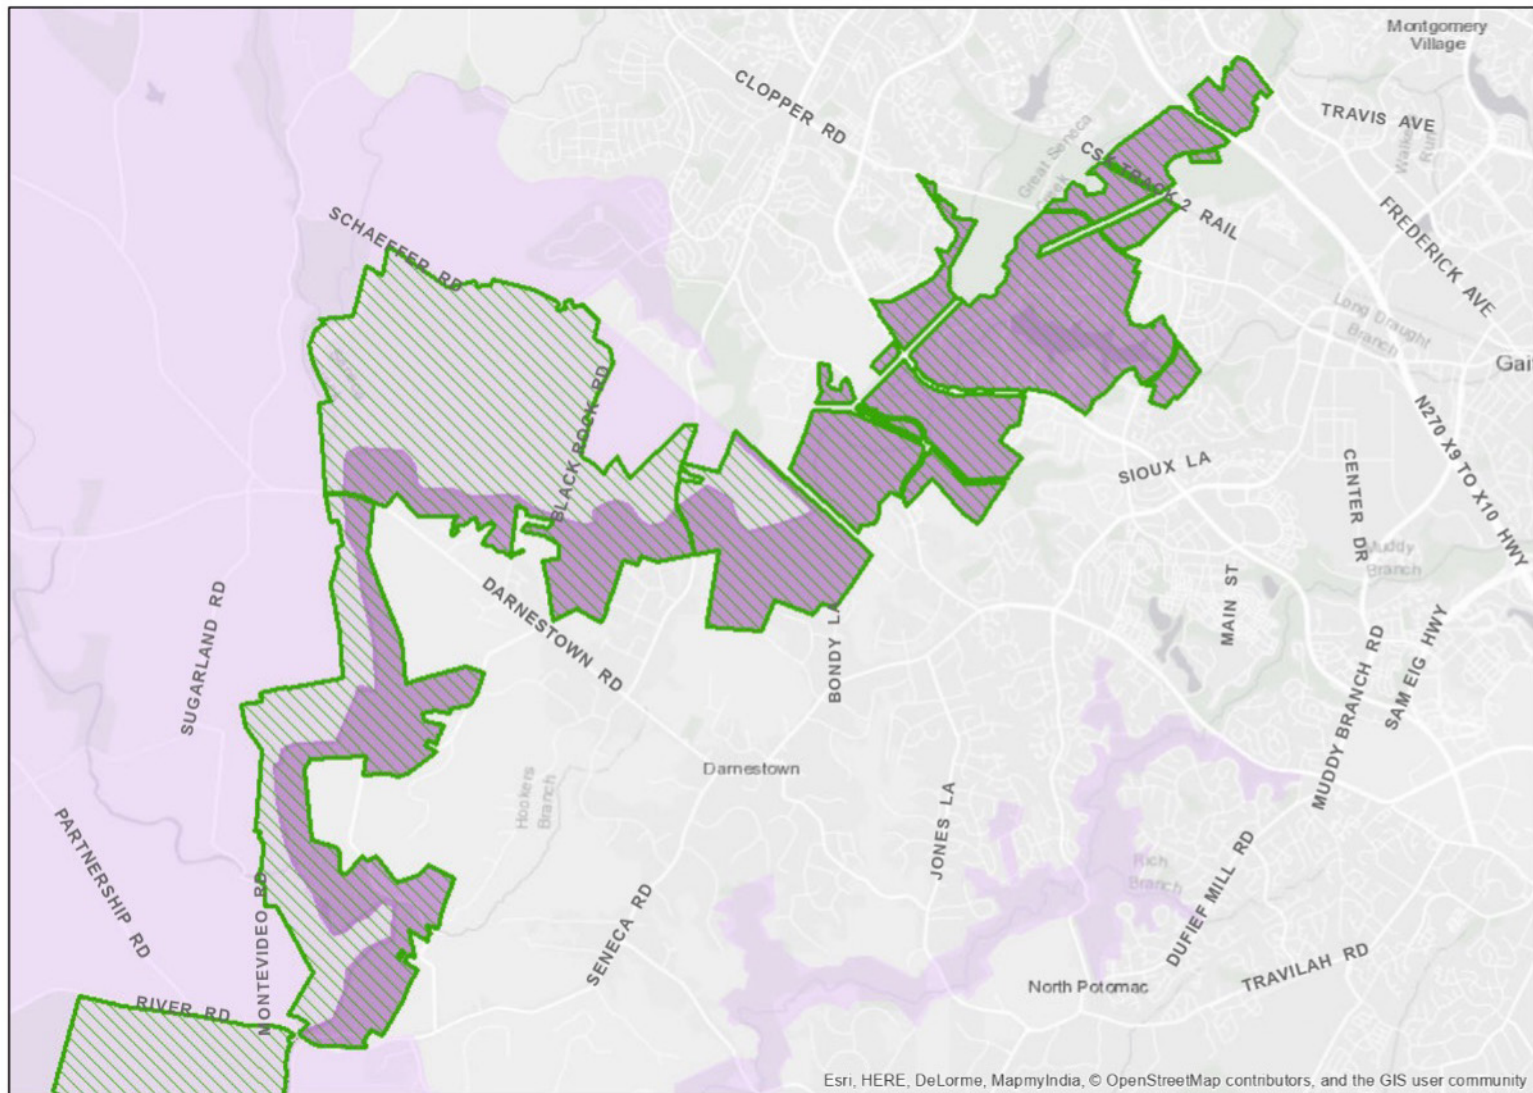 Montgomery
Village
CLOPPER RD
TRAVIS AVE
Great Seneca
Creek
CSX TRACK 2 RAIL
FREDERICK AVE
SCHAEFFER RD
Long Draught
Branch
BLACK ROCK RD
N270 X9 TO X10 HWY
SIOUX LA
CENTER DR
Muddy
Branch
SUGARLAND RD
DARNESTOWN RD
BONDY LA
MAIN ST
MUDDY BRANCH RD
SAM EIG HWY
Darnestown
Hookers
Branch
PARTNERSHIP RD
JONES LA
Rich
Branch
DUFIEF MILL RD
MONTEVIDEO RD
SENECA RD
TRAVILAH RD
North Potomac
RIVER RD
Esri, HERE, DeLorme, MapmyIndia, © OpenStreetMap contributors, and the GIS user community